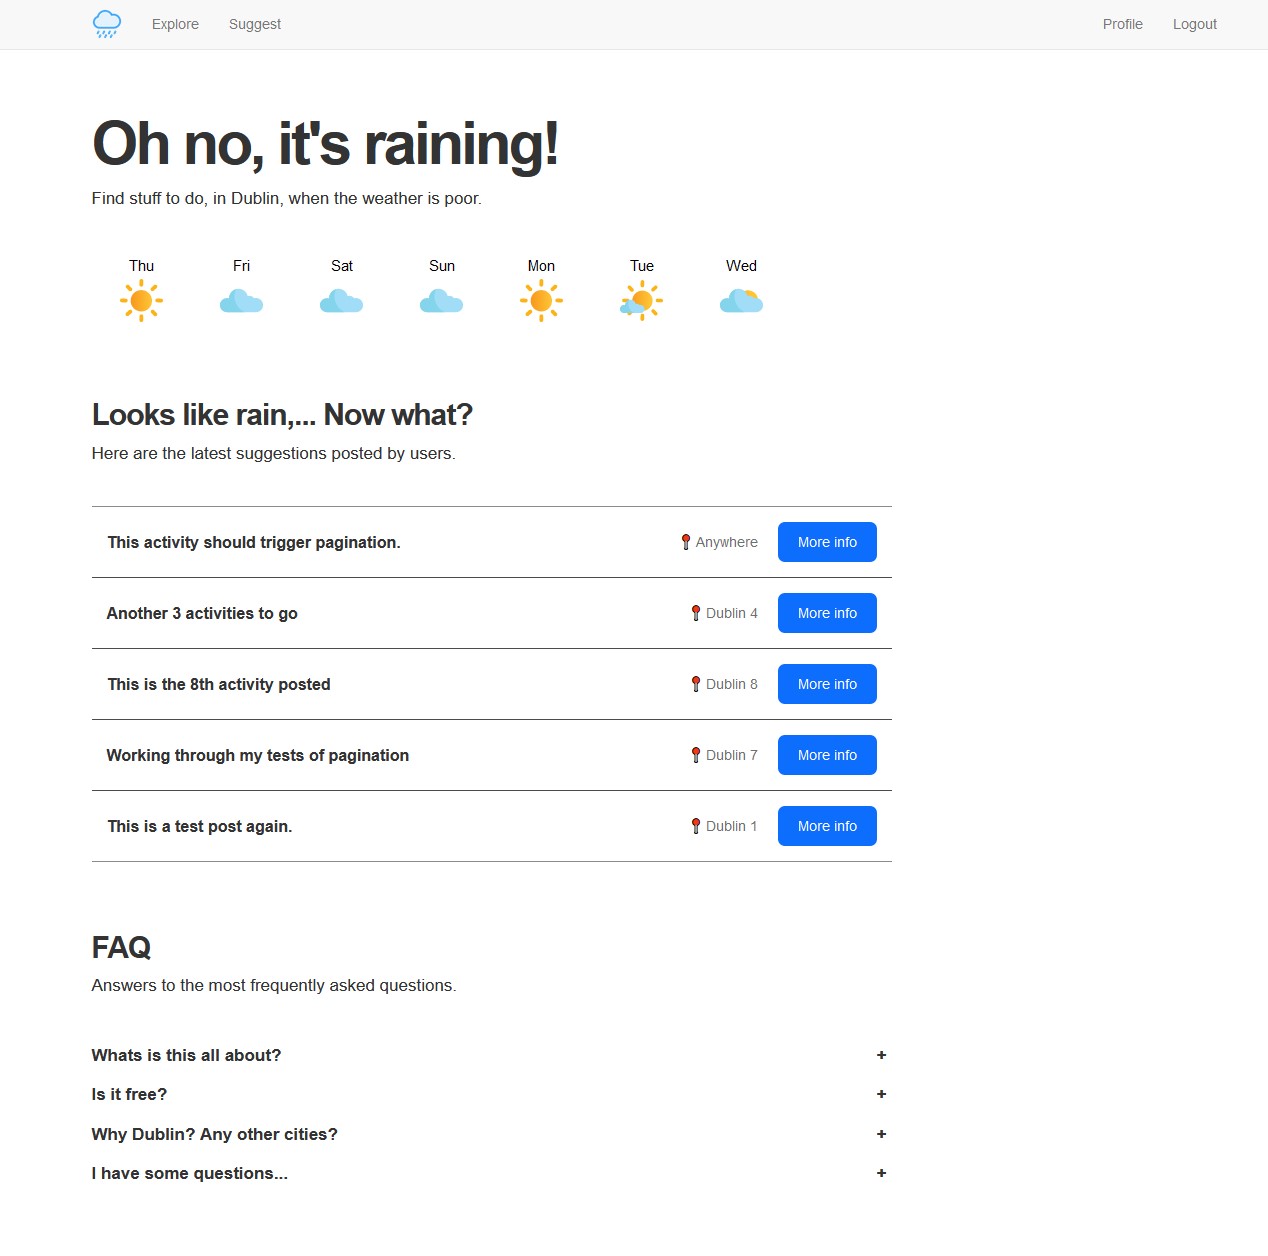 Explore Suggest Profile Logout
Oh no, it's raining!
Find stuff to do, in Dublin, when the weather is poor.
Thu Fri Sat Sun Mon Tue Wed
Looks like rain,... Now what?
Here are the latest suggestions posted by users.
This activity should trigger pagination. Anywhere More info
Another 3 activities to go Dublin 4 More info
This is the 8th activity posted Dublin 8 More info
Working through my tests of pagination Dublin 7 More info
This is a test post again. Dublin 1 More info
FAQ
Answers to the most frequently asked questions.
Whats is this all about? +
Is it free? +
Why Dublin? Any other cities? +
I have some questions... +